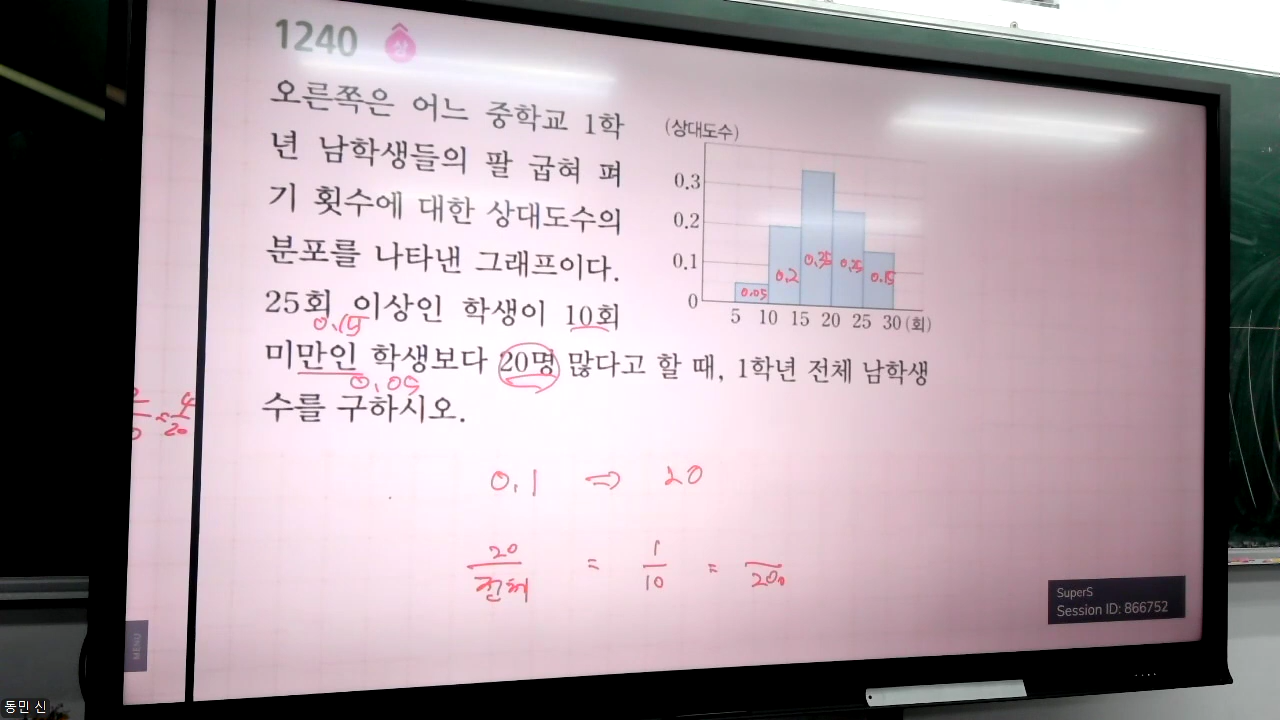 1240 상
오른쪽은 어느 중학교 1학
년 남학생들의 팔 굽혀 펴
기 횟수에 대한 상대도수의
분포를 나타낸 그래프이다.
25회 이상인 학생이 10회
0.15
미만인 학생보다 20명 많다고 할 때, 1학년 전체 남학생
0.05
수를 구하시오.
(상대도수)
0.3
0.2
0.1
0
0.05 0.2 0.35 0.25 0.15
5 10 15 20 25 30 (회)
0.1 ⇒ 20
20/전체 = 1/10 = /200
4/20
SuperS
Session ID: 866752
MENU
동민 신